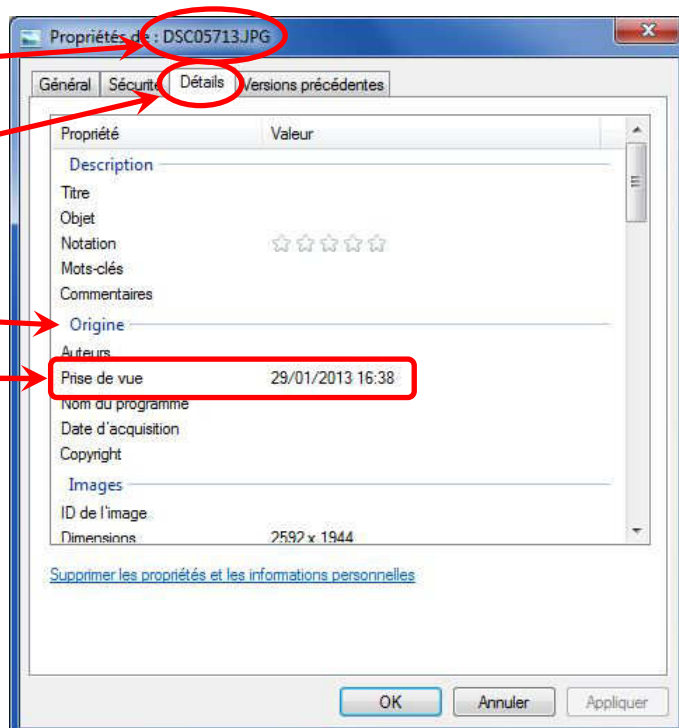 Propriétés de : DSC05713.JPG
Général Sécurité Détails Versions précédentes
Propriété Valeur
Description
Titre
Objet
Notation
Mots-clés
Commentaires
Origine
Auteurs
Prise de vue 29/01/2013 16:38
Nom du programme
Date d'acquisition
Copyright
Images
ID de l'image
Dimensions 2592 x 1944
Supprimer les propriétés et les informations personnelles
OK Annuler Appliquer